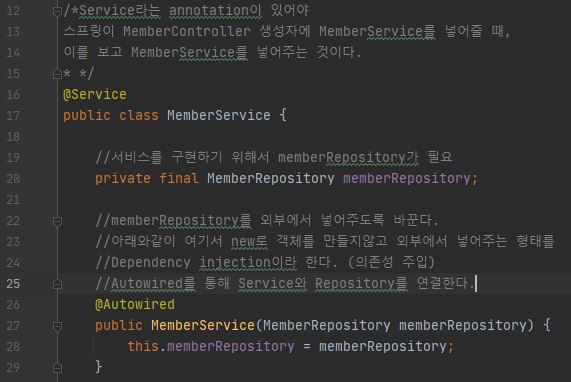 12 /*Service라는 annotation이 있어야
13 스프링이 MemberController 생성자에 MemberService를 넣어줄 때,
14 이를 보고 MemberService를 넣어주는 것이다.
15 * */
16 @Service
17 public class MemberService {
18
19 //서비스를 구현하기 위해서 memberRepository가 필요
20 private final MemberRepository memberRepository;
21
22 //memberRepository를 외부에서 넣어주도록 바꾼다.
23 //아래와같이 여기서 new로 객체를 만들지않고 외부에서 넣어주는 형태를
24 //Dependency injection이라 한다. (의존성 주입)
25 //Autowired를 통해 Service와 Repository를 연결한다.
26 @Autowired
27 public MemberService(MemberRepository memberRepository) {
28 this.memberRepository = memberRepository;
29 }